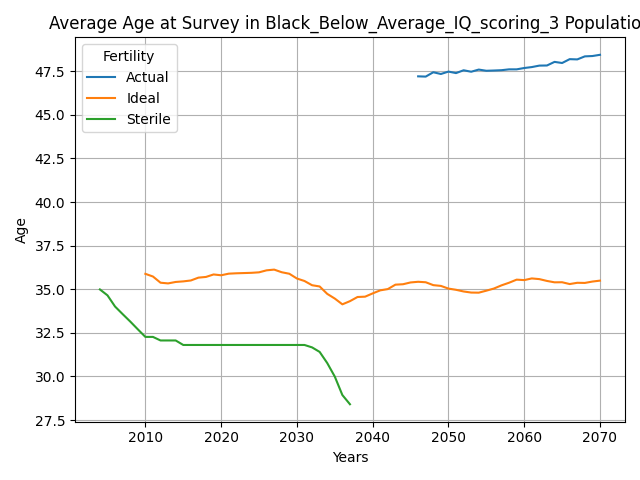 Average Age at Survey in Black_Below_Average_IQ_scoring_3 Populatio
Fertility
Actual
Ideal
Sterile
47.5
45.0
42.5
40.0
37.5
35.0
32.5
30.0
27.5
Age
2010 2020 2030 2040 2050 2060 2070
Years